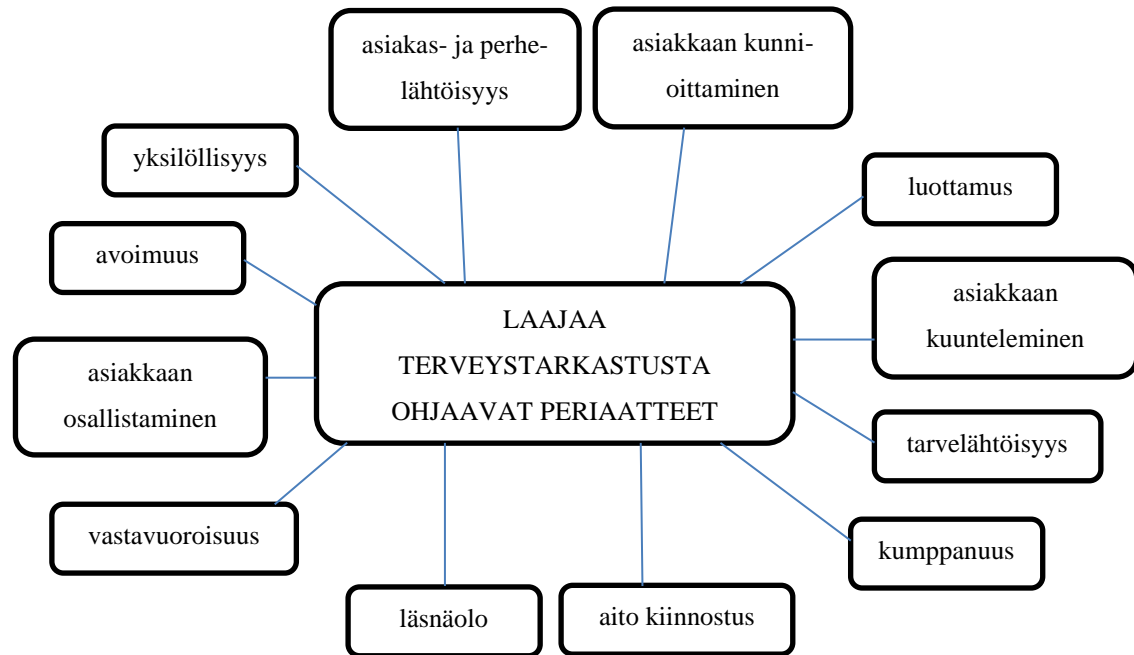 asiakas- ja perhe-
lähtöisyys
asiakkaan kunni-
oittaminen
yksilöllisyys
luottamus
avoimuus
asiakkaan
kuunteleminen
LAAJAA
TERVEYSTARKASTUSTA
OHJAAVAT PERIAATTEET
asiakkaan
osallistaminen
tarvelähtöisyys
vastavuoroisuus
kumppanuus
läsnäolo
aito kiinnostus